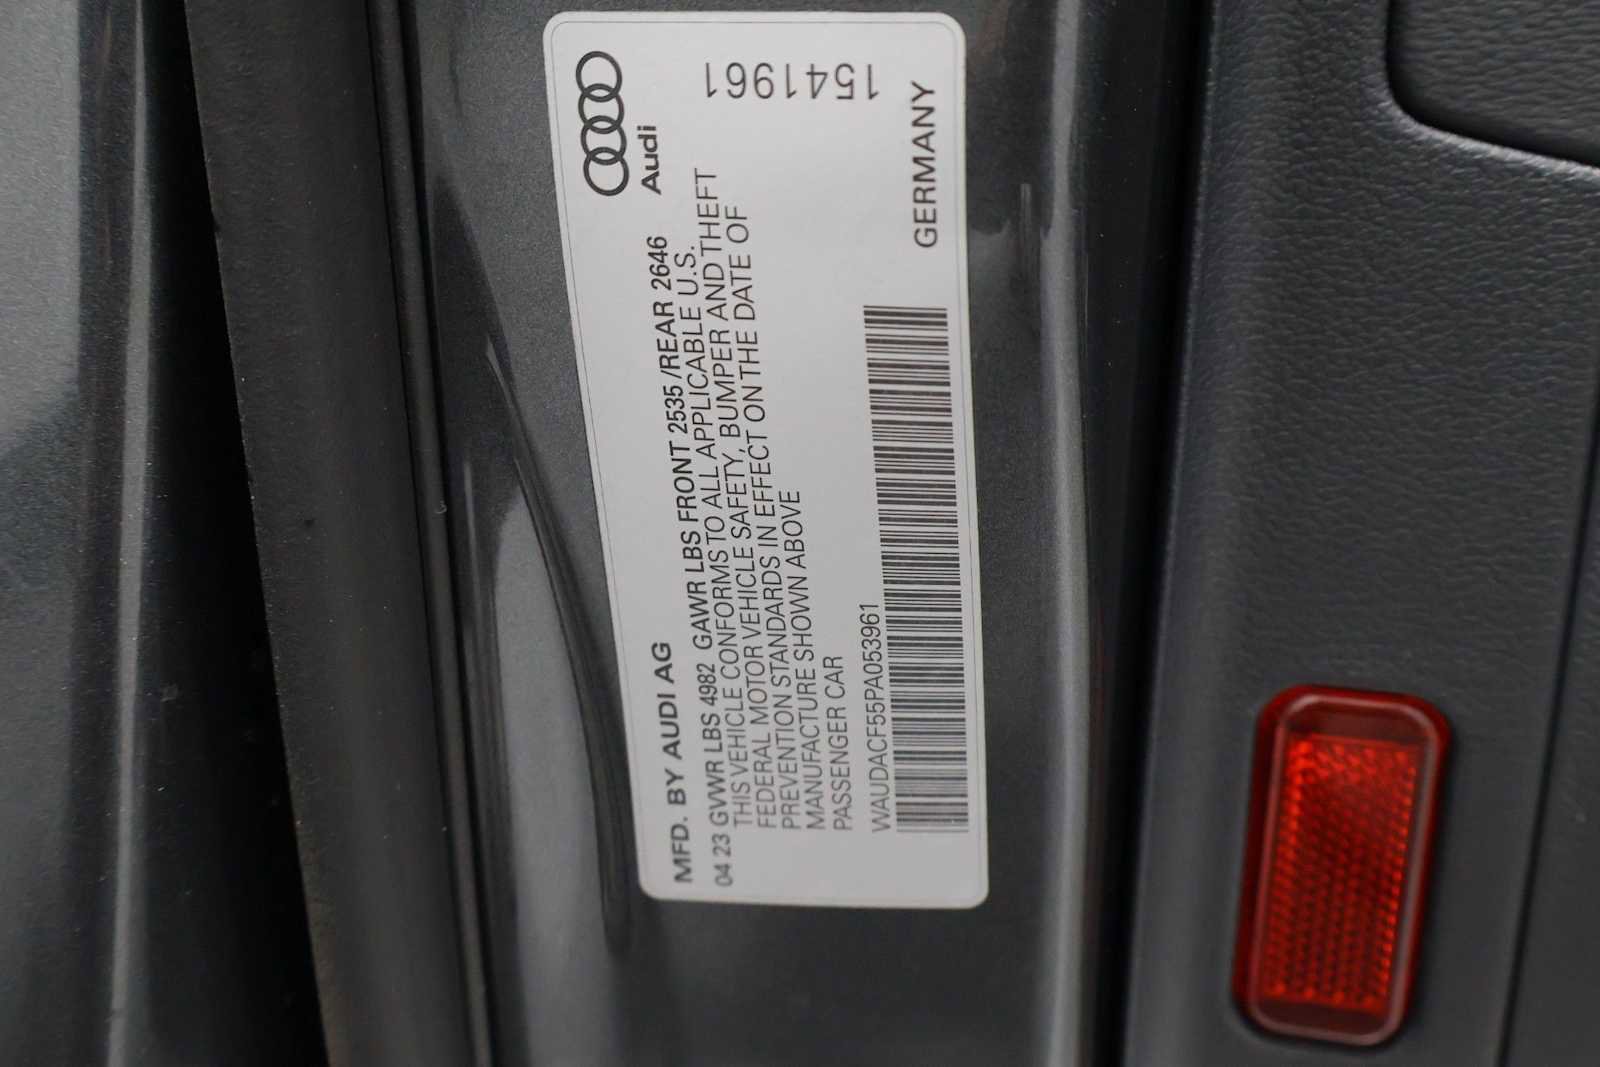 Audi
MFD. BY AUDI AG
04 23 GVWR LBS 4982 GAWR LBS FRONT 2535 /REAR 2646
THIS VEHICLE CONFORMS TO ALL APPLICABLE U.S.
FEDERAL MOTOR VEHICLE SAFETY, BUMPER AND THEFT
PREVENTION STANDARDS IN EFFECT ON THE DATE OF
MANUFACTURE SHOWN ABOVE
PASSENGER CAR
1541961
WAUDACF55PA053961
GERMANY